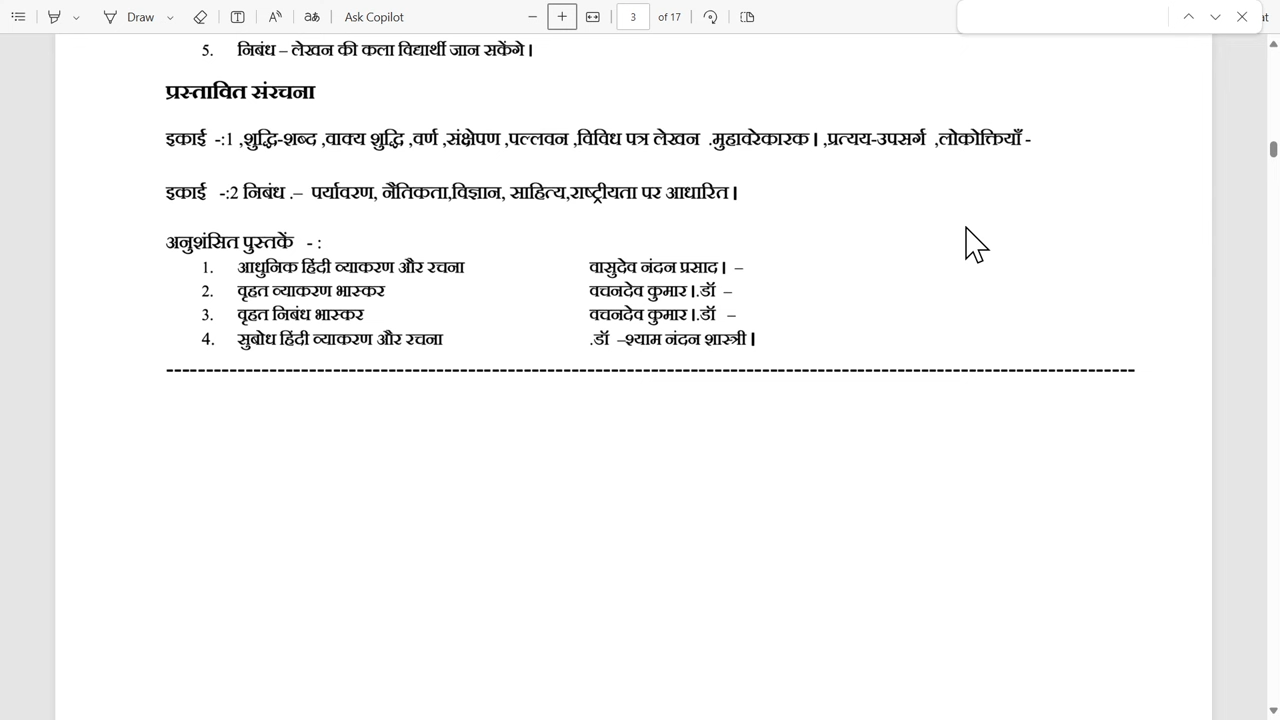 Draw
Ask Copilot
3 of 17
at
5. निबंध – लेखन की कला विद्यार्थी जान सकेंगे।
प्रस्तावित संरचना
इकाई -:1 ,शुद्धि-शब्द ,वाक्य शुद्धि ,वर्ण ,संक्षेपण ,पल्लवन ,विविध पत्र लेखन .मुहावरेकारक। ,प्रत्यय-उपसर्ग ,लोकोक्तियाँ -
इकाई -:2 निबंध .– पर्यावरण, नैतिकता,विज्ञान, साहित्य,राष्ट्रीयता पर आधारित।
अनुशंसित पुस्तकें - :
1. आधुनिक हिंदी व्याकरण और रचना वासुदेव नंदन प्रसाद। –
2. वृहत व्याकरण भास्कर वचनदेव कुमार।.डॉ –
3. वृहत निबंध भास्कर वचनदेव कुमार।.डॉ –
4. सुबोध हिंदी व्याकरण और रचना .डॉ –श्याम नंदन शास्त्री।